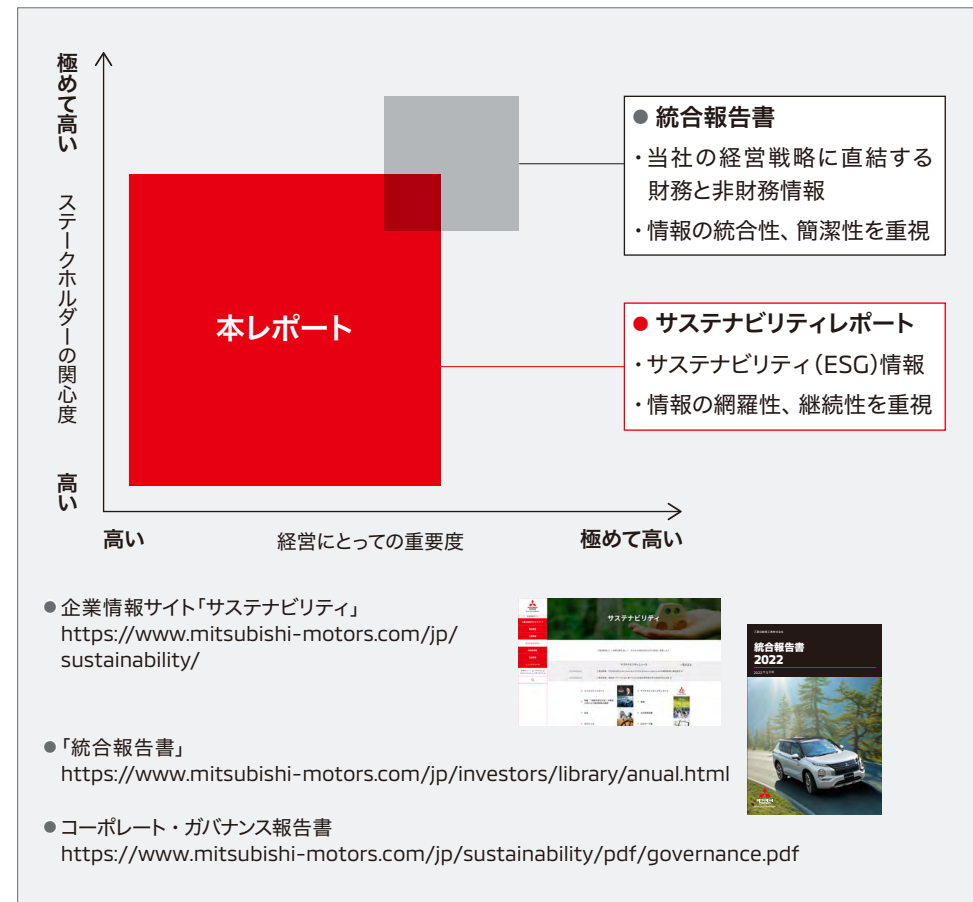 極めて高い
ステークホルダーの関心度
高い
本レポート
●統合報告書
・当社の経営戦略に直結する
財務と非財務情報
・情報の統合性、簡潔性を重視
●サステナビリティレポート
・サステナビリティ(ESG)情報
・情報の網羅性、継続性を重視
高い
経営にとっての重要度
極めて高い
●企業情報サイト「サステナビリティ」
https://www.mitsubishi-motors.com/jp/
sustainability/
サステナビリティ
統合報告書
2022
●「統合報告書」
https://www.mitsubishi-motors.com/jp/investors/library/anual.html
●コーポレート・ガバナンス報告書
https://www.mitsubishi-motors.com/jp/sustainability/pdf/governance.pdf